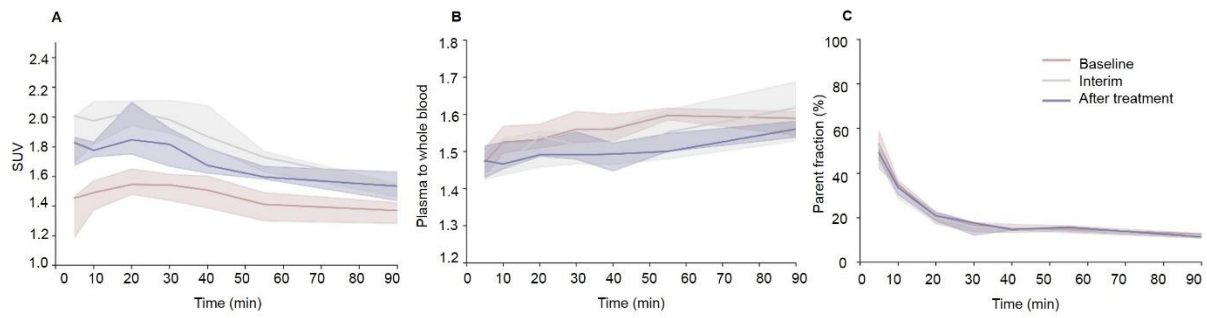 A
SUV
2.4
2.2
2.0
1.8
1.6
1.4
1.2
1.0
0 10 20 30 40 50 60 70 80 90
Time (min)
B
Plasma to whole blood
1.8
1.7
1.6
1.5
1.4
1.3
1.2
0 10 20 30 40 50 60 70 80 90
Time (min)
C
Parent fraction (%)
100
80
60
40
20
0
0 10 20 30 40 50 60 70 80 90
Time (min)
Baseline
Interim
After treatment